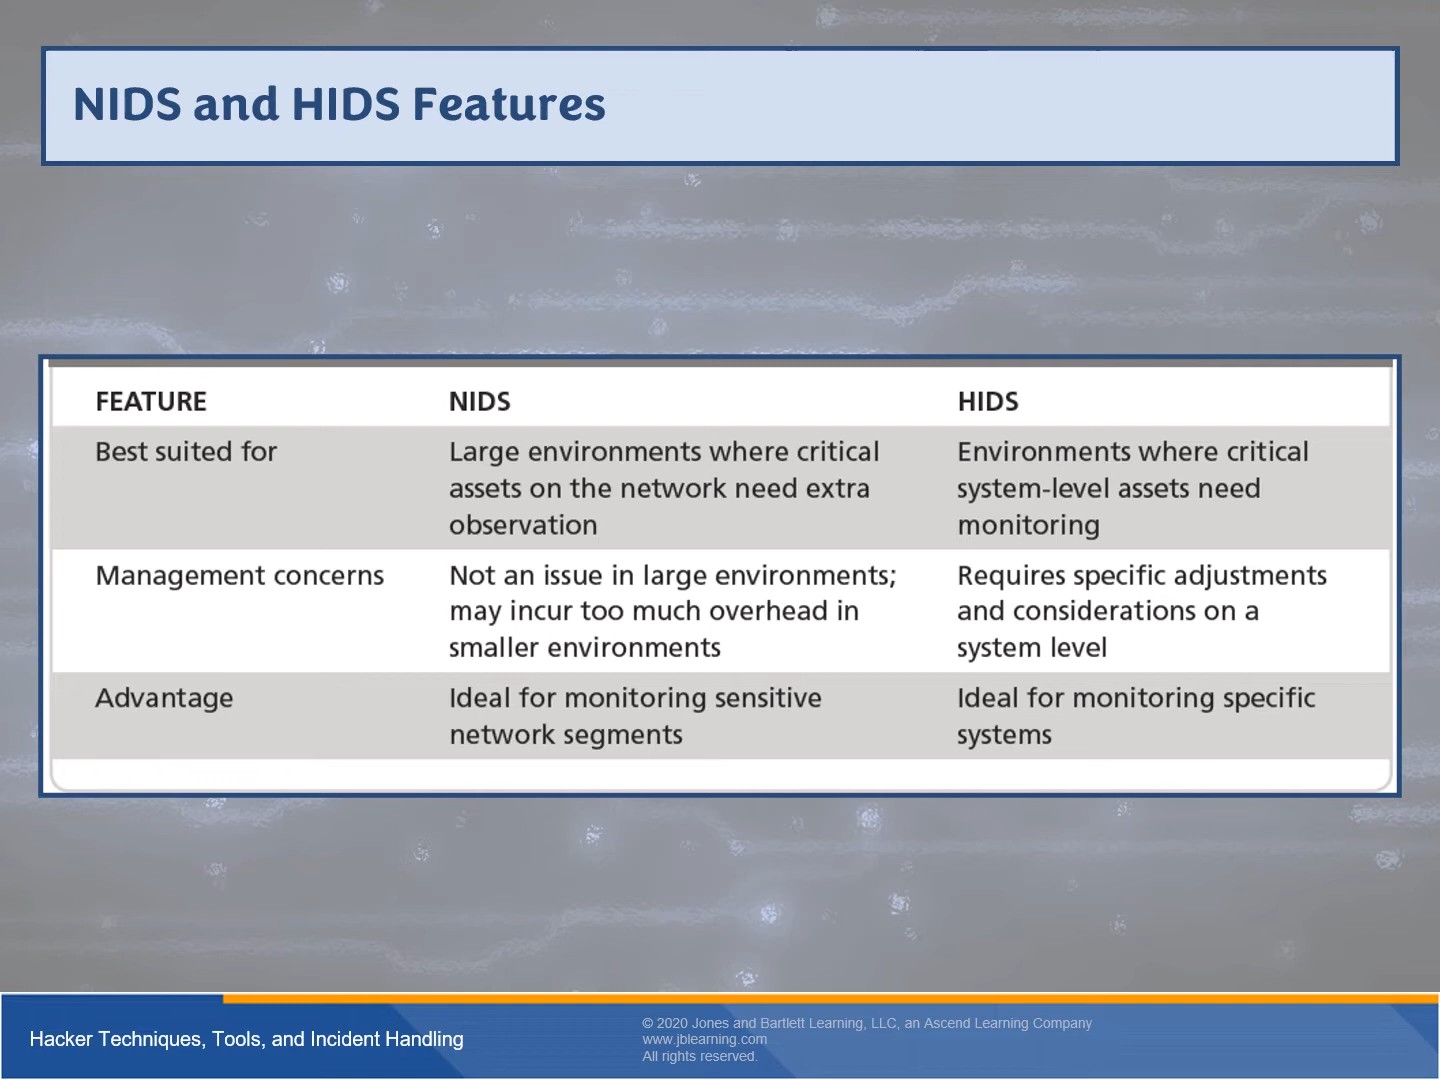 NIDS and HIDS Features
FEATURE NIDS HIDS
Best suited for Large environments where critical Environments where critical
assets on the network need extra system-level assets need
observation monitoring
Management concerns Not an issue in large environments; Requires specific adjustments
may incur too much overhead in and considerations on a
smaller environments system level
Advantage Ideal for monitoring sensitive Ideal for monitoring specific
network segments systems
Hacker Techniques, Tools, and Incident Handling
© 2020 Jones and Bartlett Learning, LLC, an Ascend Learning Company
www.jblearning.com
All rights reserved.